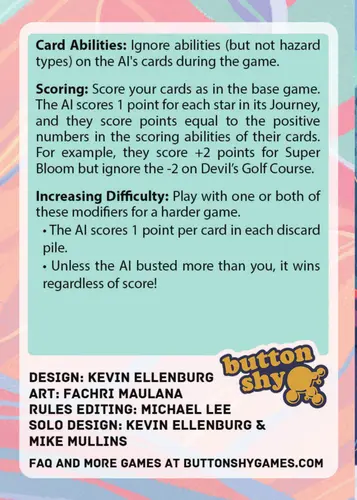 Card Abilities: Ignore abilities (but not hazard
types) on the AI's cards during the game.
Scoring: Score your cards as in the base game.
The AI scores 1 point for each star in its Journey,
and they score points equal to the positive
numbers in the scoring abilities of their cards.
For example, they score +2 points for Super
Bloom but ignore the -2 on Devil's Golf Course.
Increasing Difficulty: Play with one or both of
these modifiers for a harder game.
• The AI scores 1 point per card in each discard
pile.
• Unless the AI busted more than you, it wins
regardless of score!
button
shy
DESIGN: KEVIN ELLENBURG
ART: FACHRI MAULANA
RULES EDITING: MICHAEL LEE
SOLO DESIGN: KEVIN ELLENBURG &
MIKE MULLINS
FAQ AND MORE GAMES AT BUTTONSHYGAMES.COM